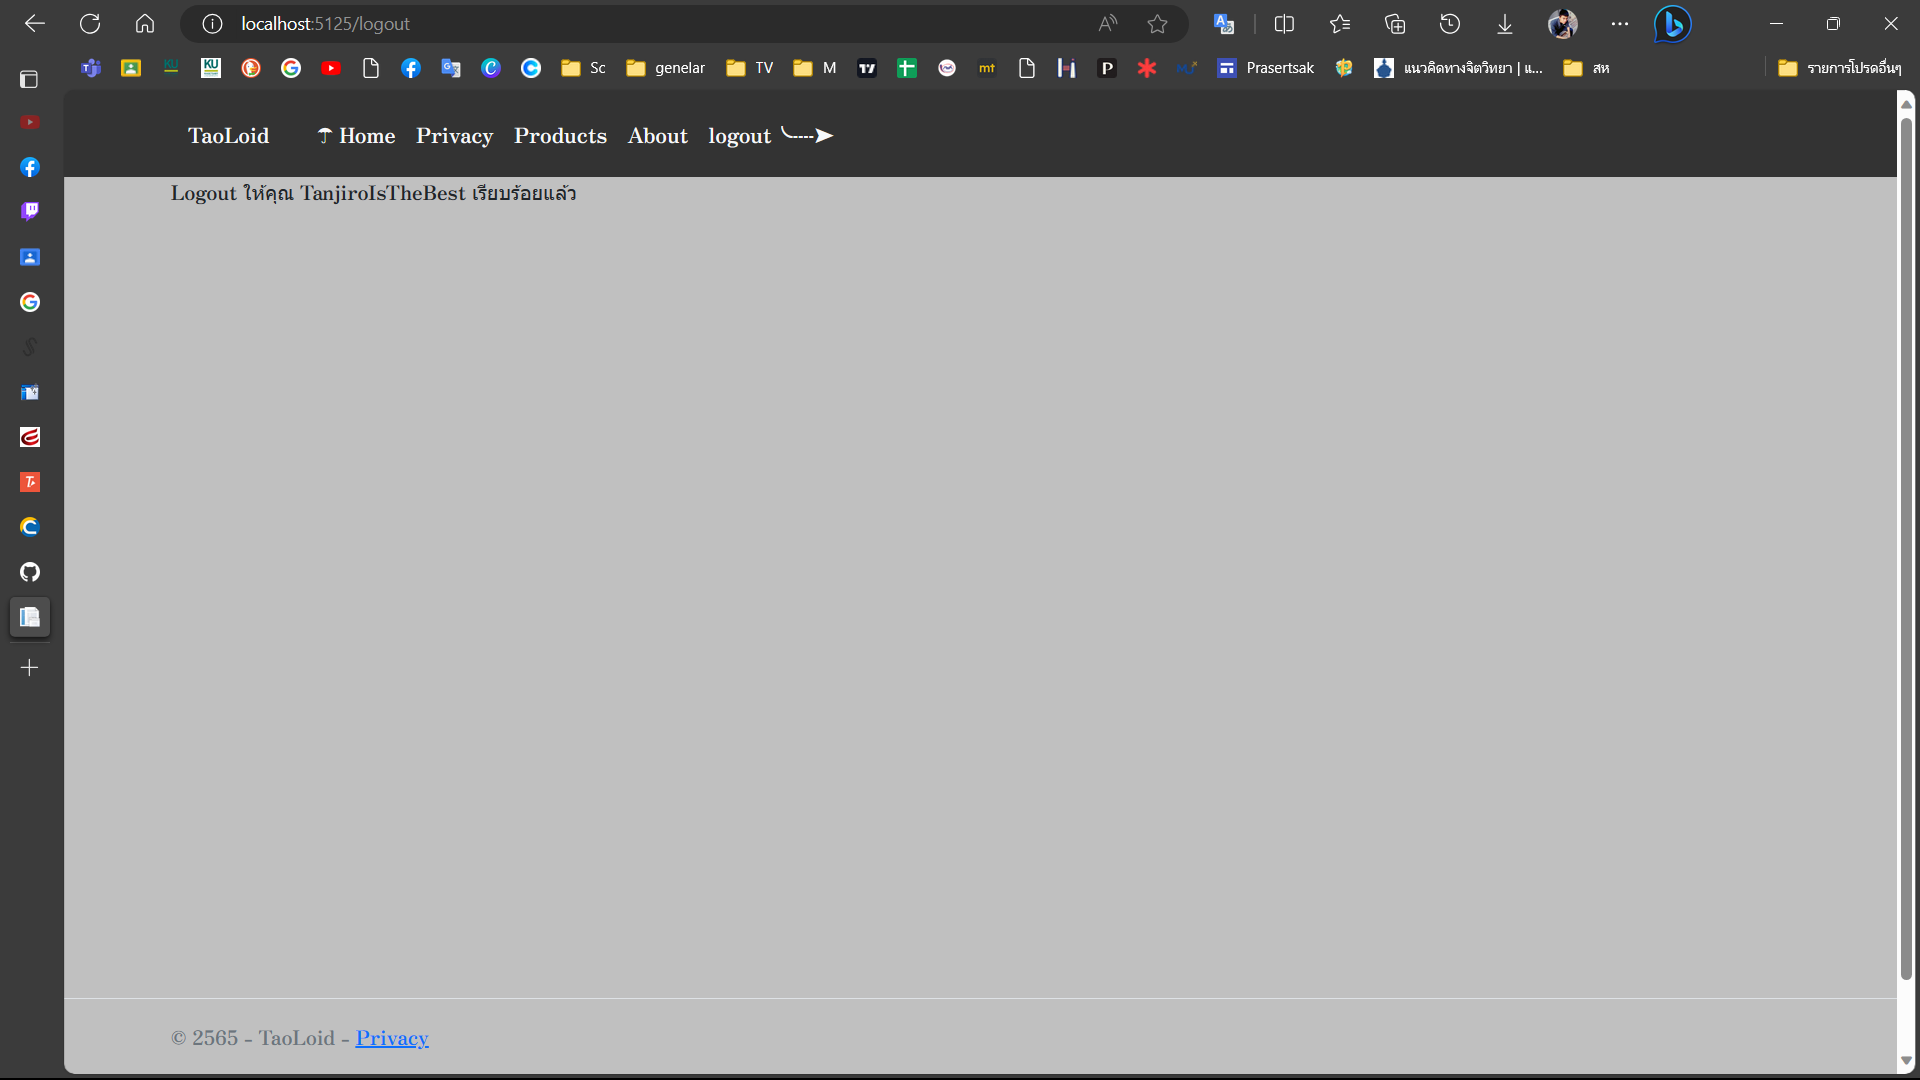 localhost:5125/logout
Sc genelar TV M Prasertsak แนวคิดทางจิตวิทยา | แ... สห รายการโปรดอื่นๆ
TaoLoid ☂ Home Privacy Products About logout ╰┈➤
Logout ให้คุณ TanjiroIsTheBest เรียบร้อยแล้ว
© 2565 - TaoLoid - Privacy